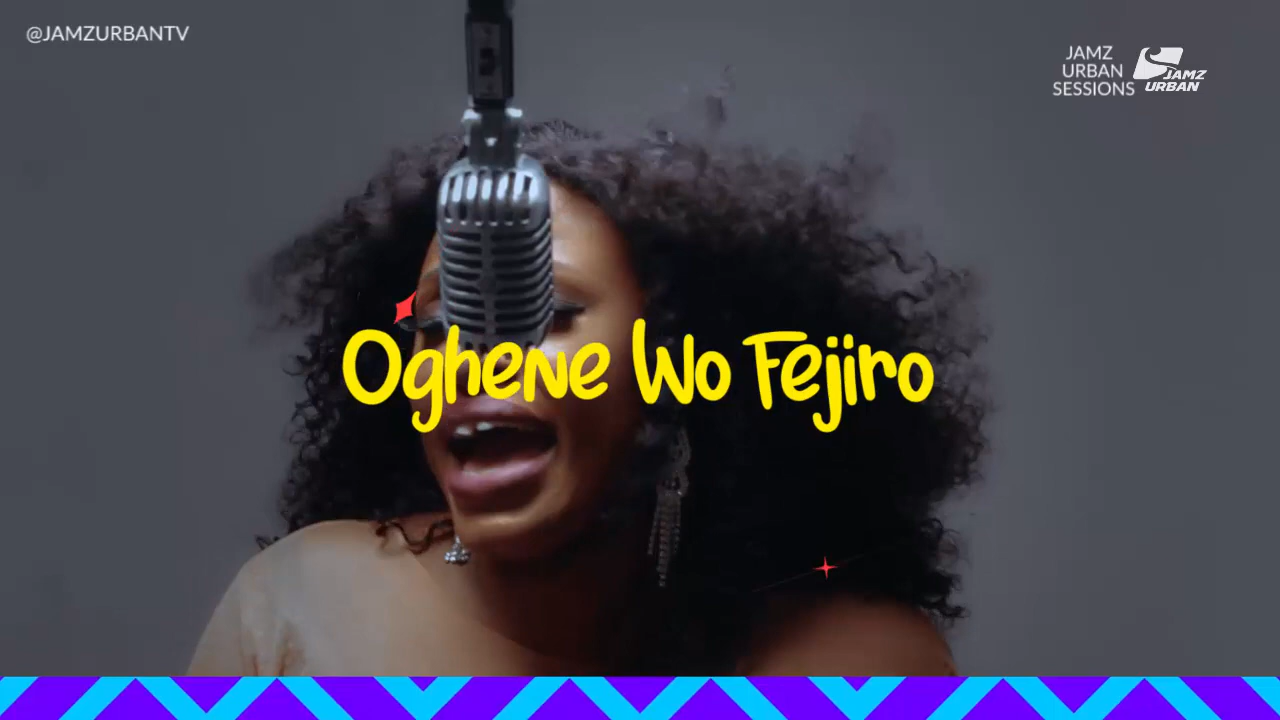 @JAMZURBANTV
JAMZ
URBAN
SESSIONS
JAMZ
URBAN
Oghene Wo Fejiro